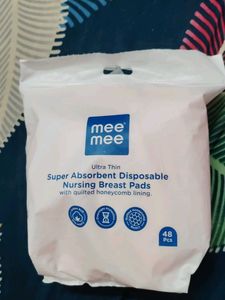 mee
mee
Ultra Thin
Super Absorbent Disposable
Nursing Breast Pads
with quilted honeycomb lining.
48
Pcs